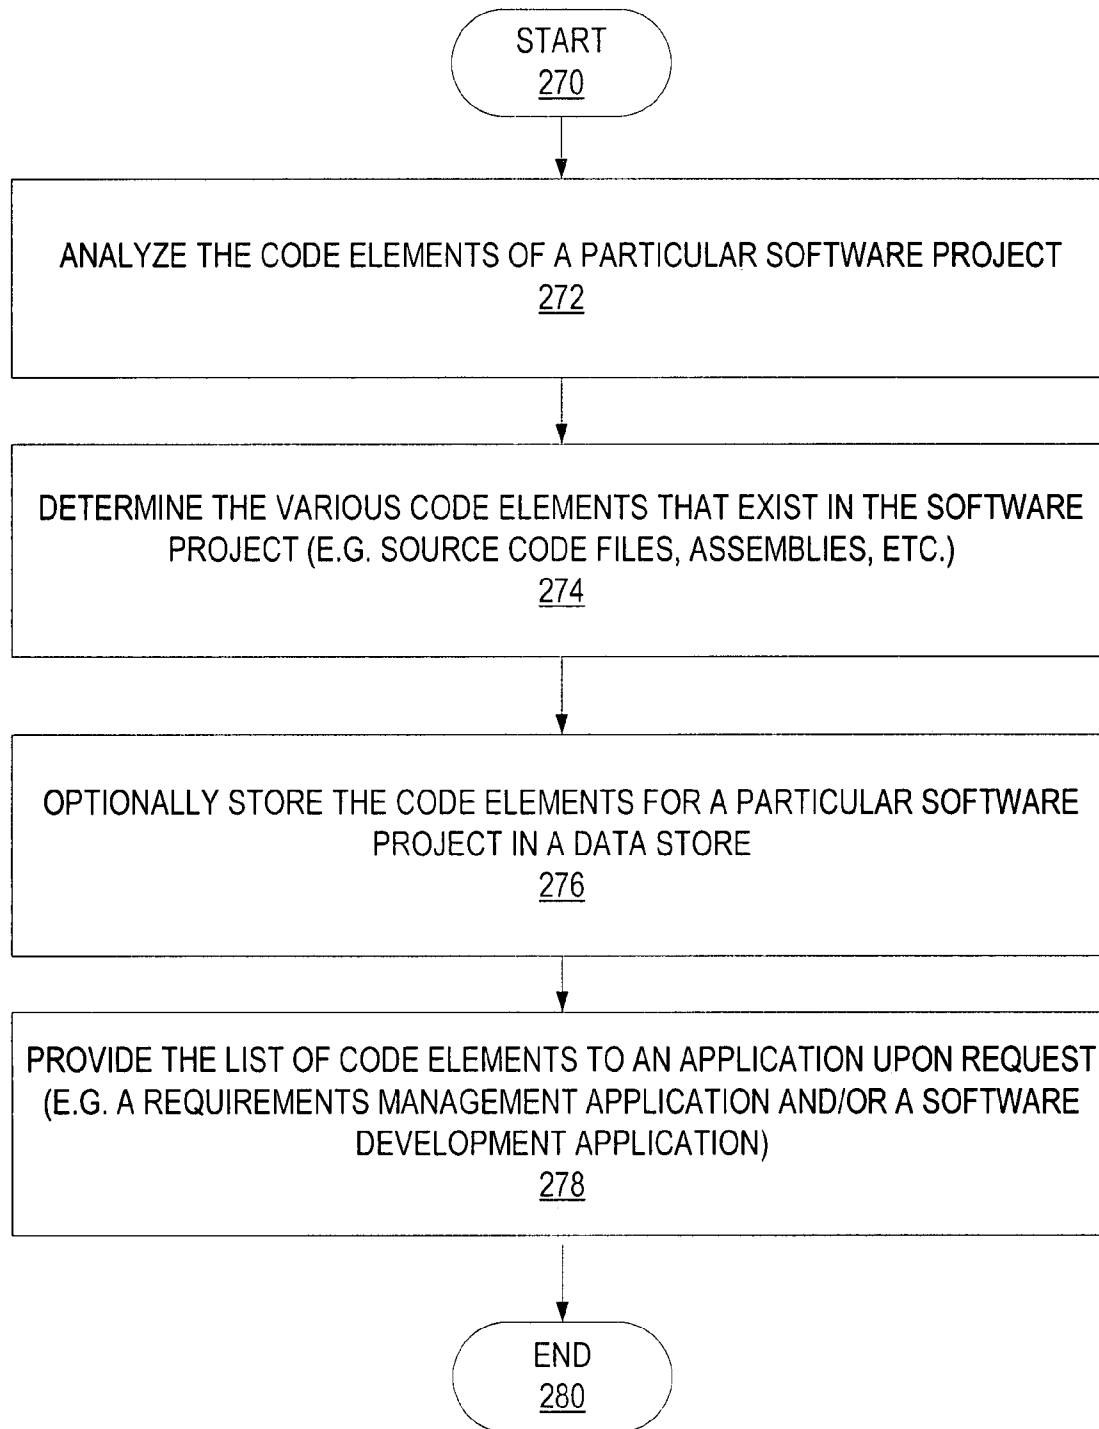 START
270
ANALYZE THE CODE ELEMENTS OF A PARTICULAR SOFTWARE PROJECT
272
DETERMINE THE VARIOUS CODE ELEMENTS THAT EXIST IN THE SOFTWARE
PROJECT (E.G. SOURCE CODE FILES, ASSEMBLIES, ETC.)
274
OPTIONALLY STORE THE CODE ELEMENTS FOR A PARTICULAR SOFTWARE
PROJECT IN A DATA STORE
276
PROVIDE THE LIST OF CODE ELEMENTS TO AN APPLICATION UPON REQUEST
(E.G. A REQUIREMENTS MANAGEMENT APPLICATION AND/OR A SOFTWARE
DEVELOPMENT APPLICATION)
278
END
280